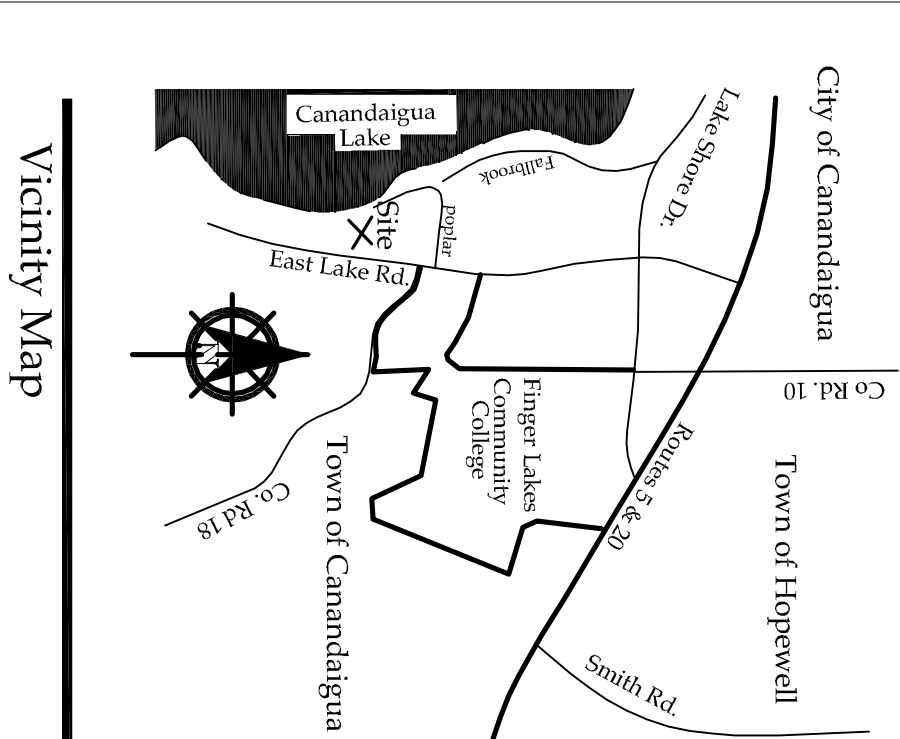 Vicinity Map
Canandaigua
Lake
City of Canandaigua
Lake Shore Dr.
Fallbrook
poplar
Site
East Lake Rd.
N
Co Rd. 10
Finger Lakes
Community
College
Routes 5 & 20
Town of Hopewell
Co. Rd 18
Town of Canandaigua
Smith Rd.